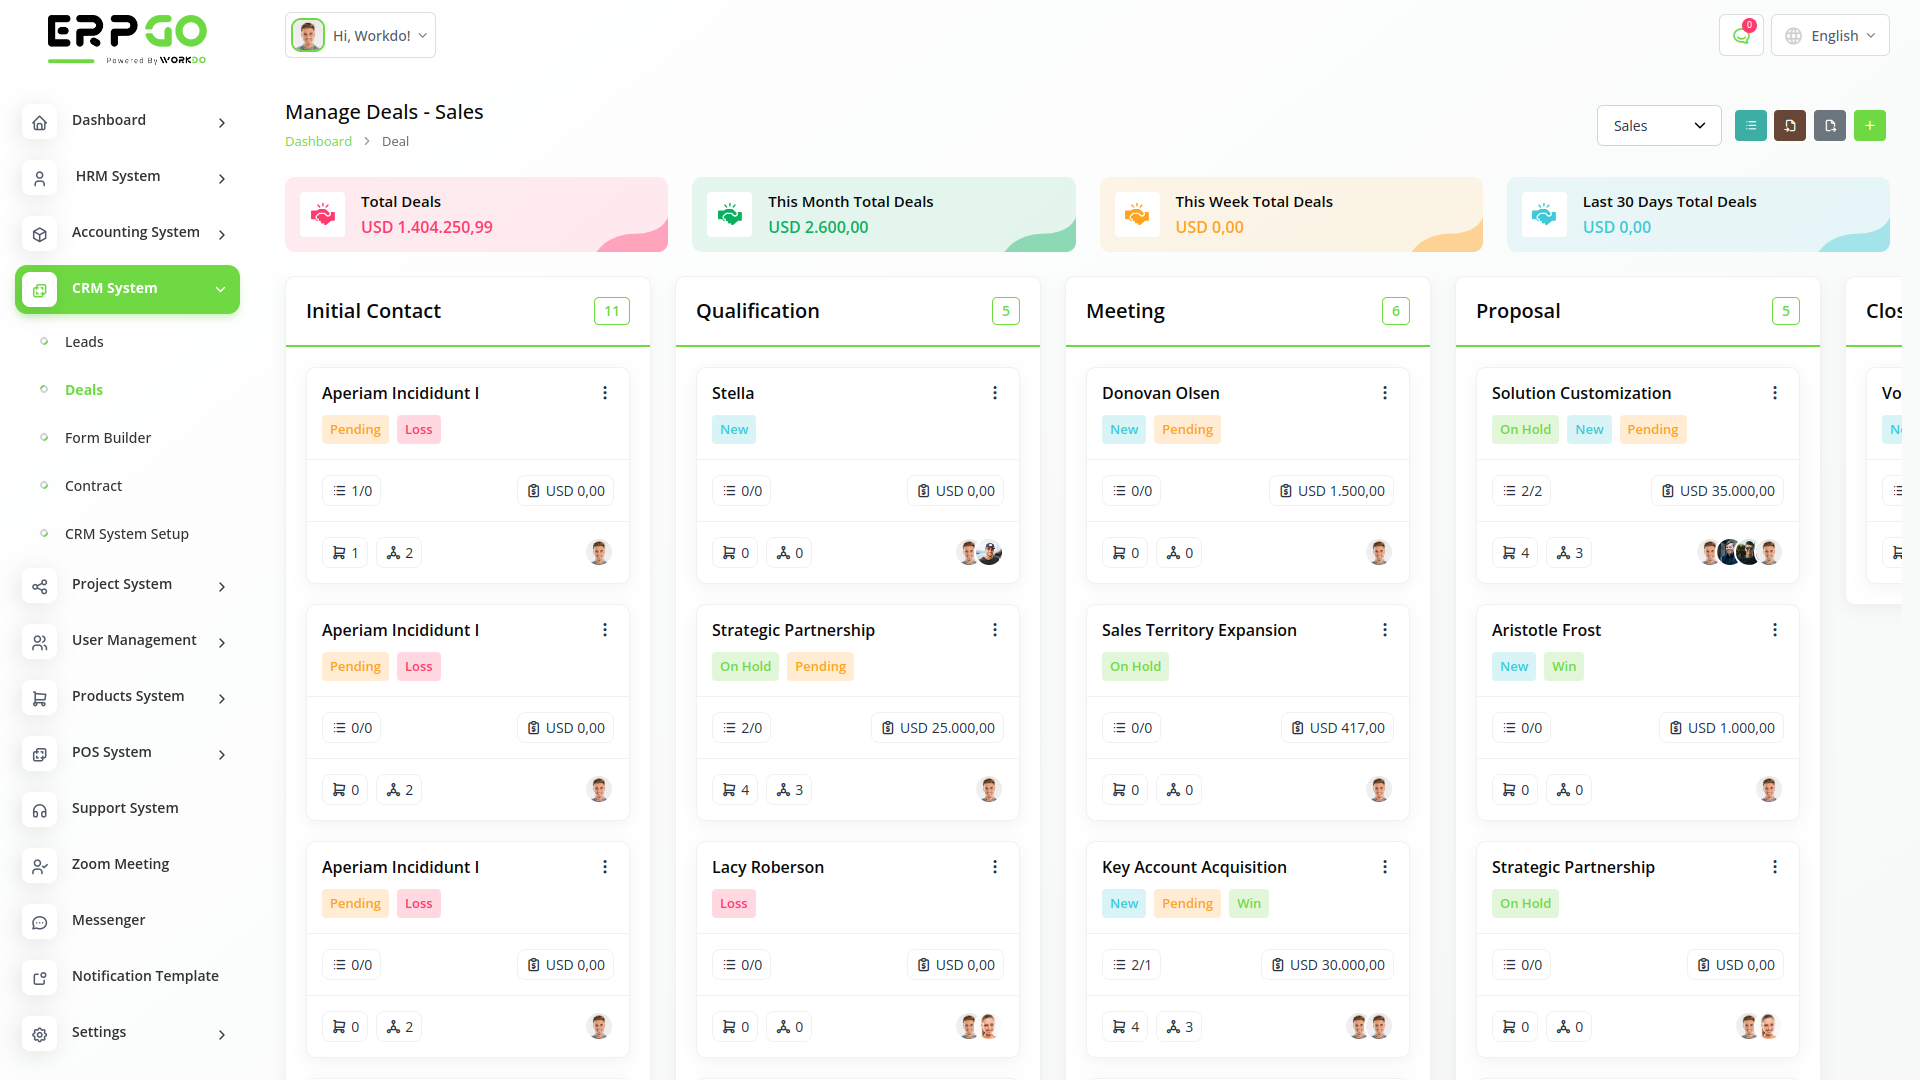 ERPGO
Powered By WORKDO
Hi, Workdo!
0
English
Dashboard
HRM System
Accounting System
CRM System
Leads
Deals
Form Builder
Contract
CRM System Setup
Project System
User Management
Products System
POS System
Support System
Zoom Meeting
Messenger
Notification Template
Settings
Manage Deals - Sales
Dashboard > Deal
Sales
Total Deals
USD 1.404.250,99
This Month Total Deals
USD 2.600,00
This Week Total Deals
USD 0,00
Last 30 Days Total Deals
USD 0,00
Initial Contact 11
Aperiam Incididunt I
Pending Loss
1/0 USD 0,00
1 2
Aperiam Incididunt I
Pending Loss
0/0 USD 0,00
0 2
Aperiam Incididunt I
Pending Loss
0/0 USD 0,00
0 2
Qualification 5
Stella
New
0/0 USD 0,00
0 0
Strategic Partnership
On Hold Pending
2/0 USD 25.000,00
4 3
Lacy Roberson
Loss
0/0 USD 0,00
0 0
Meeting 6
Donovan Olsen
New Pending
0/0 USD 1.500,00
0 0
Sales Territory Expansion
On Hold
0/0 USD 417,00
0 0
Key Account Acquisition
New Pending Win
2/1 USD 30.000,00
4 3
Proposal 5
Solution Customization
On Hold New Pending
2/2 USD 35.000,00
4 3
Aristotle Frost
New Win
0/0 USD 1.000,00
0 0
Strategic Partnership
On Hold
0/0 USD 0,00
0 0
Clos
Vo
N